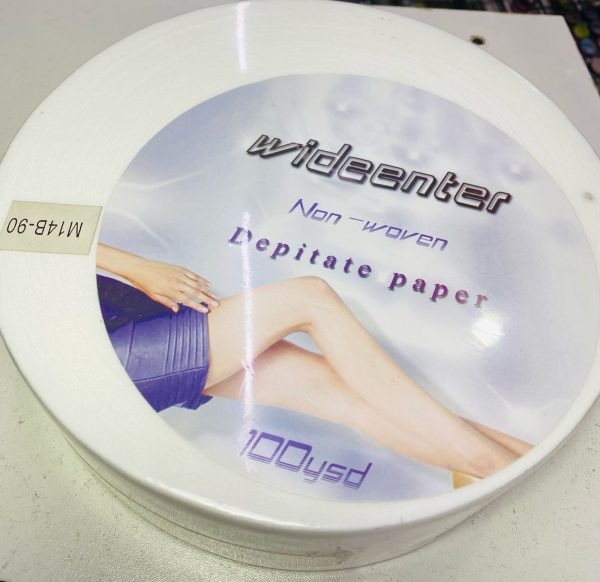 wideenter
Non-woven
Depitate paper
M14B-90
100ysd